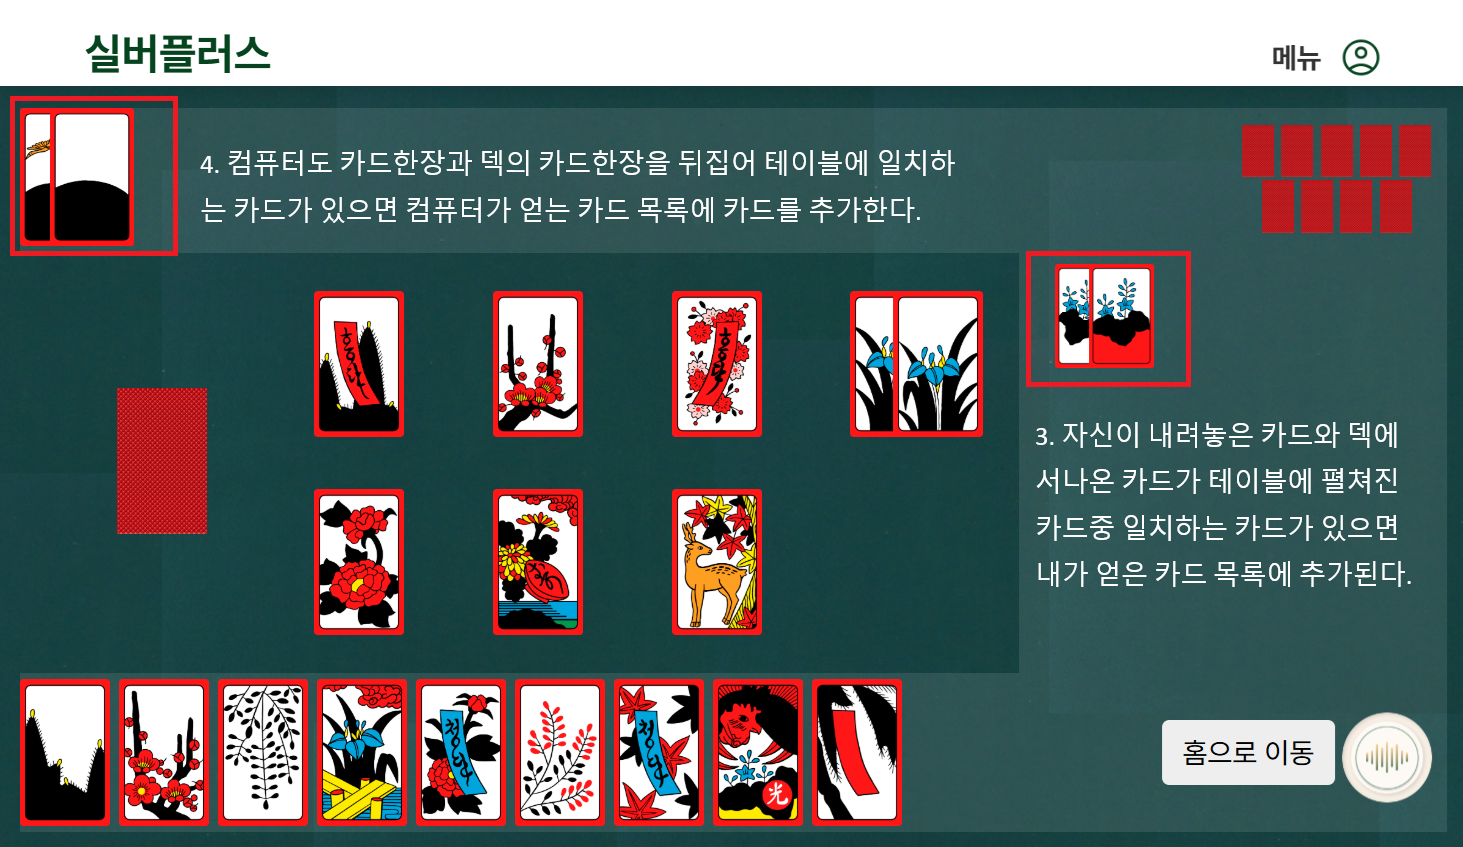 실버플러스
메뉴
4. 컴퓨터도 카드한장과 덱의 카드한장을 뒤집어 테이블에 일치하
는 카드가 있으면 컴퓨터가 얻는 카드 목록에 카드를 추가한다.
홍단
홍단
3. 자신이 내려놓은 카드와 덱에
서나온 카드가 테이블에 펼쳐진
카드중 일치하는 카드가 있으면
내가 얻은 카드 목록에 추가된다.
청단
청단
光
홈으로 이동